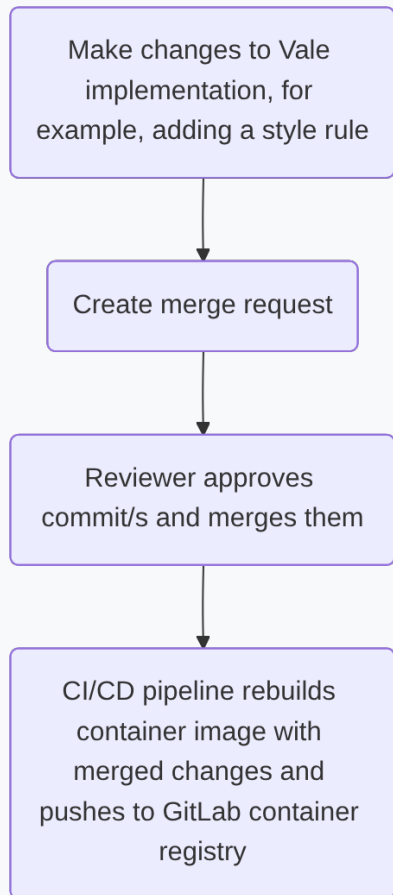 Make changes to Vale
implementation, for
example, adding a style rule
Create merge request
Reviewer approves
commit/s and merges them
CI/CD pipeline rebuilds
container image with
merged changes and
pushes to GitLab container
registry